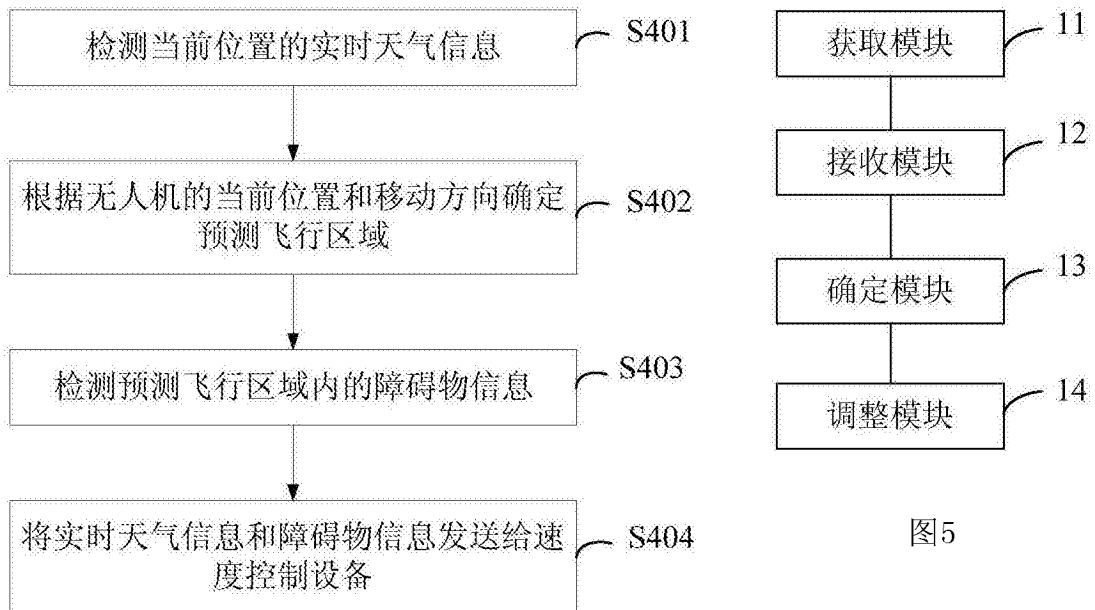 检测当前位置的实时天气信息
S401
根据无人机的当前位置和移动方向确定
预测飞行区域
S402
检测预测飞行区域内的障碍物信息
S403
将实时天气信息和障碍物信息发送给速
度控制设备
S404
获取模块
11
接收模块
12
确定模块
13
调整模块
14
图5